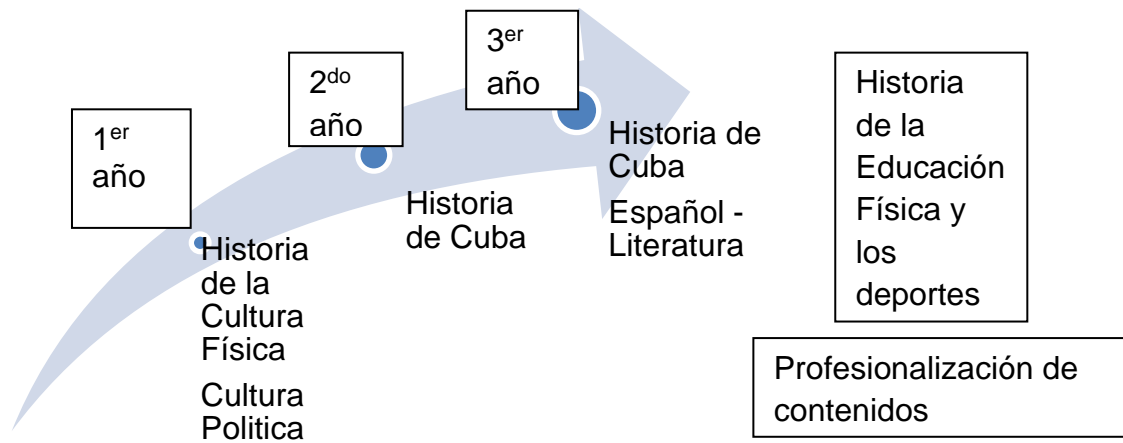 1er
año
Historia
de la
Cultura
Física
Cultura
Politica
2do
año
Historia
de Cuba
3er
año
Historia de
Cuba
Español -
Literatura
Historia
de la
Educación
Física y
los
deportes
Profesionalización de
contenidos